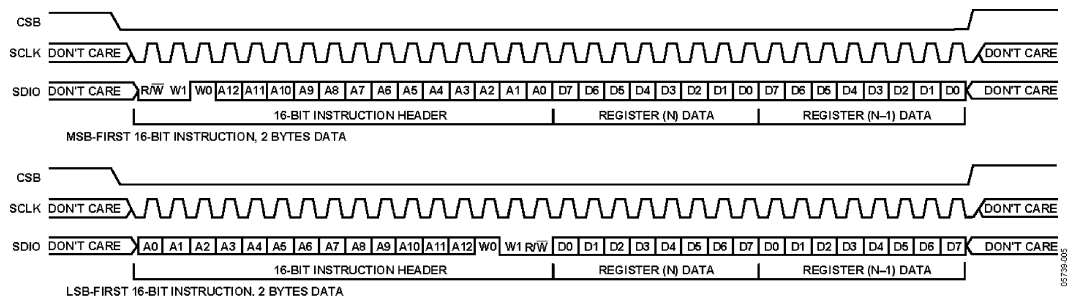 CSB
SCLK DON'T CARE DON'T CARE
SDIO DON'T CARE R/W̅ W1 W0 A12 A11 A10 A9 A8 A7 A6 A5 A4 A3 A2 A1 A0 D7 D6 D5 D4 D3 D2 D1 D0 D7 D6 D5 D4 D3 D2 D1 D0 DON'T CARE
16-BIT INSTRUCTION HEADER REGISTER (N) DATA REGISTER (N–1) DATA
MSB-FIRST 16-BIT INSTRUCTION, 2 BYTES DATA
CSB
SCLK DON'T CARE DON'T CARE
SDIO DON'T CARE A0 A1 A2 A3 A4 A5 A6 A7 A8 A9 A10 A11 A12 W0 W1 R/W̅ D0 D1 D2 D3 D4 D5 D6 D7 D0 D1 D2 D3 D4 D5 D6 D7 DON'T CARE
16-BIT INSTRUCTION HEADER REGISTER (N) DATA REGISTER (N–1) DATA
LSB-FIRST 16-BIT INSTRUCTION, 2 BYTES DATA
05739-005